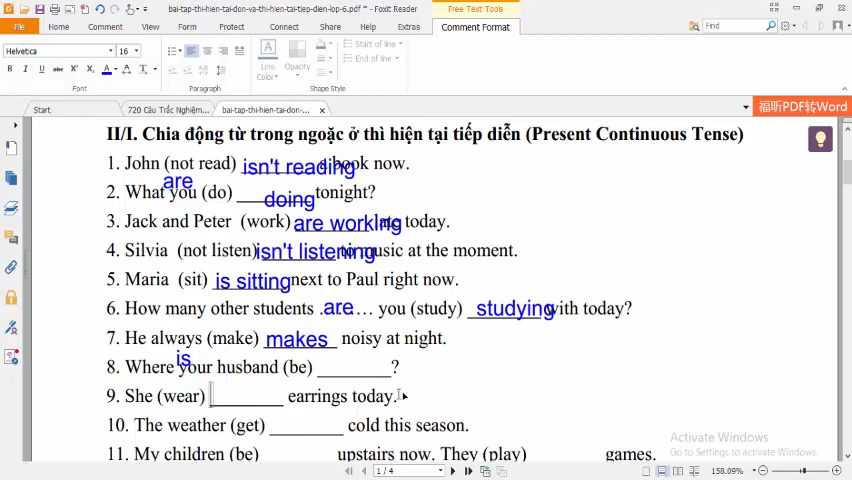 bai-tap-thi-hien-tai-don-va-thi-hien-tai-tiep-dien-lop-6.pdf * - Foxit Reader
Free Text Tools
File Home Comment View Form Protect Share Help Extras Comment Format
Find
Helvetica 16
B I U abc X² X₂ A
Line Color Opacity
Start of line
End of line
Font Paragraph Shape Style
Start 720 Câu Trắc Nghiệm... bai-tap-thi-hien-tai-don-... x
福昕PDF转Word
II/I. Chia động từ trong ngoặc ở thì hiện tại tiếp diễn (Present Continuous Tense)
1. John (not read) isn't reading book now.
are
2. What you (do) doing tonight?
3. Jack and Peter (work) are working late today.
4. Silvia (not listen) isn't listening to music at the moment.
5. Maria (sit) is sitting next to Paul right now.
6. How many other students ..are.... you (study) studying with today?
7. He always (make) makes noisy at night.
is
8. Where your husband (be) ________?
9. She (wear) ________ earrings today.
10. The weather (get) ________ cold this season.
11. My children (be) ________ upstairs now. They (play) ________ games.
Activate Windows
Go to Settings to activate Windows.
1 / 4
158.09%